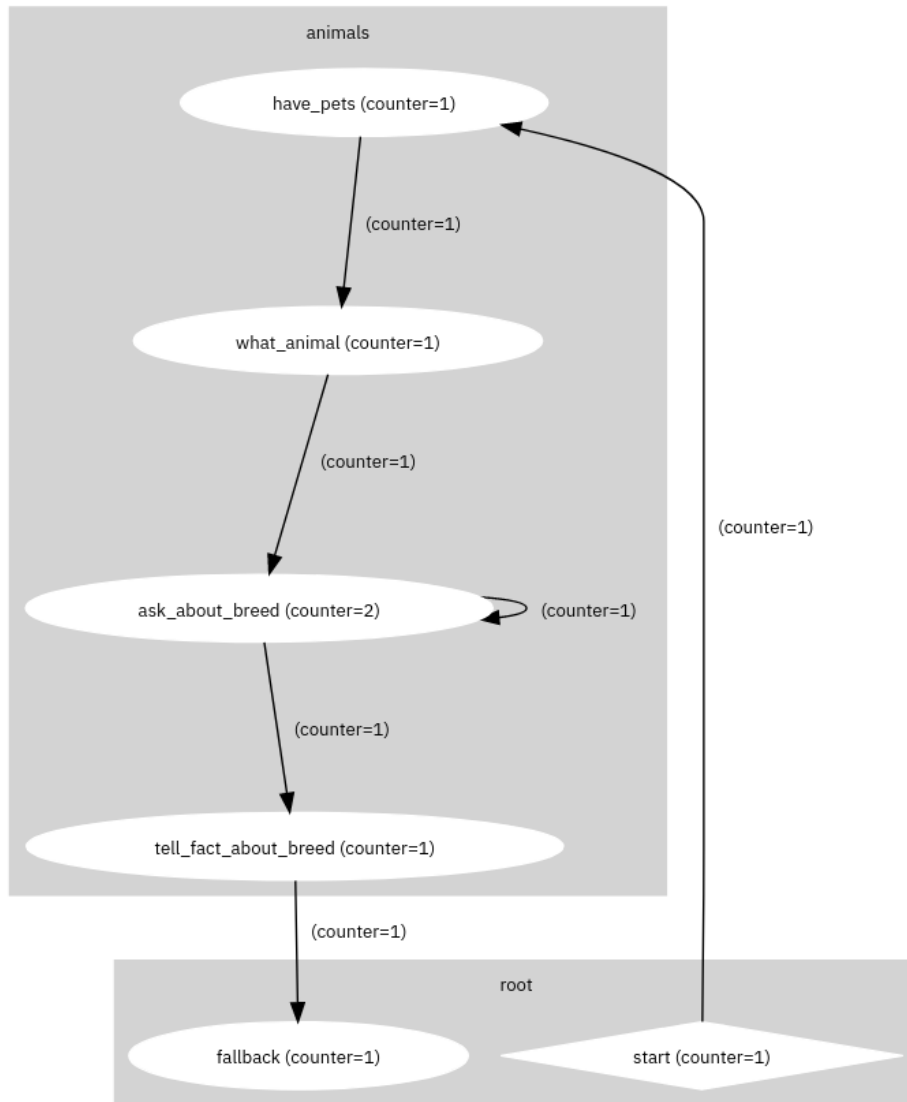 animals
have_pets (counter=1)
(counter=1)
what_animal (counter=1)
(counter=1)
(counter=1)
ask_about_breed (counter=2)
(counter=1)
(counter=1)
tell_fact_about_breed (counter=1)
(counter=1)
root
fallback (counter=1)
start (counter=1)